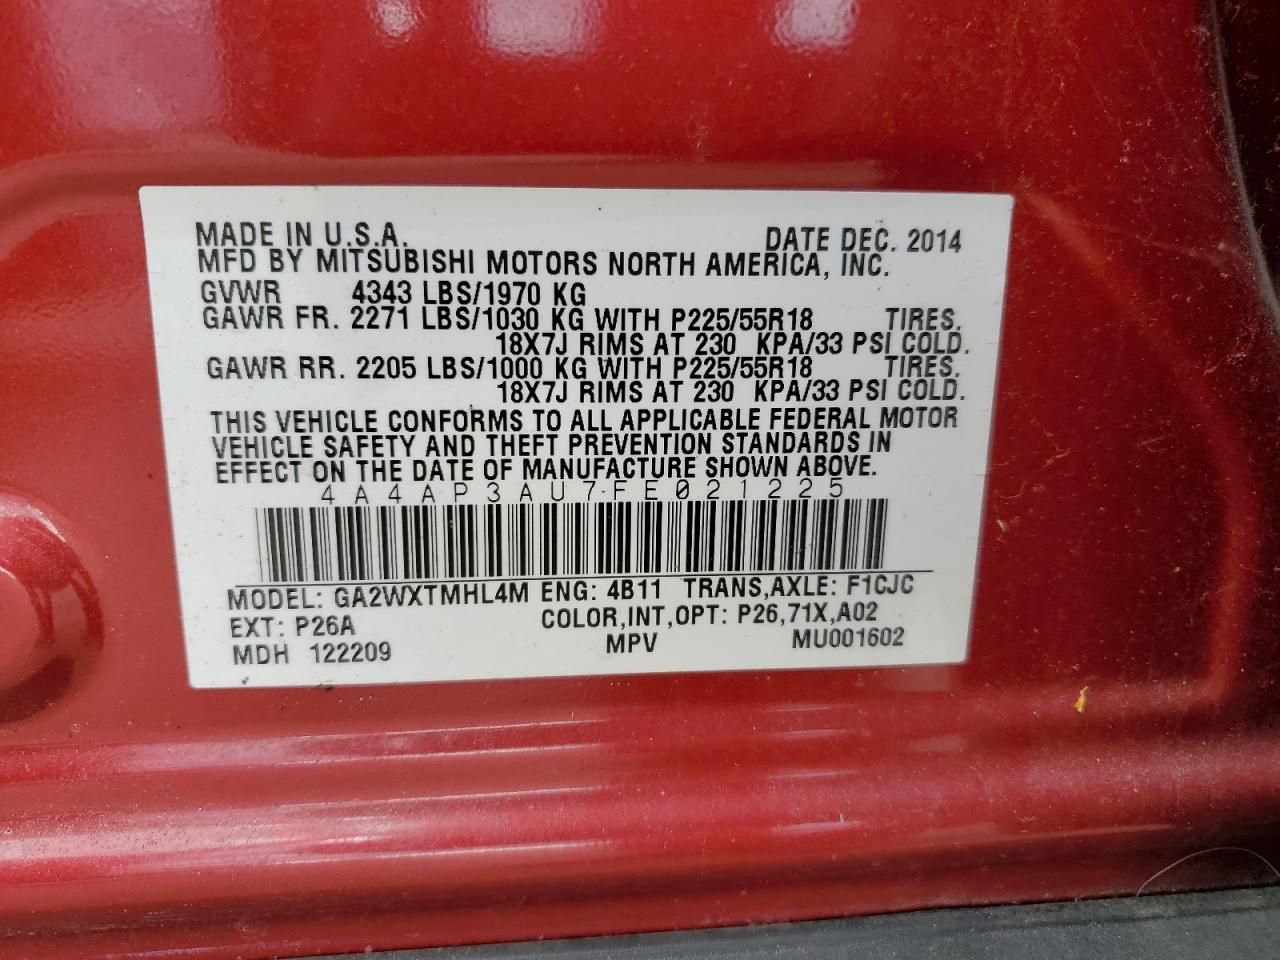 MADE IN U.S.A. DATE DEC. 2014
MFD BY MITSUBISHI MOTORS NORTH AMERICA, INC.
GVWR 4343 LBS/1970 KG
GAWR FR. 2271 LBS/1030 KG WITH P225/55R18 TIRES.
18X7J RIMS AT 230 KPA/33 PSI COLD.
GAWR RR. 2205 LBS/1000 KG WITH P225/55R18 TIRES.
18X7J RIMS AT 230 KPA/33 PSI COLD.
THIS VEHICLE CONFORMS TO ALL APPLICABLE FEDERAL MOTOR
VEHICLE SAFETY AND THEFT PREVENTION STANDARDS IN
EFFECT ON THE DATE OF MANUFACTURE SHOWN ABOVE.
4A4AP3AU7FE021225
MODEL: GA2WXTMHL4M ENG: 4B11 TRANS,AXLE: F1CJC
EXT: P26A COLOR,INT,OPT: P26,71X,A02
MDH 122209 MPV MU001602